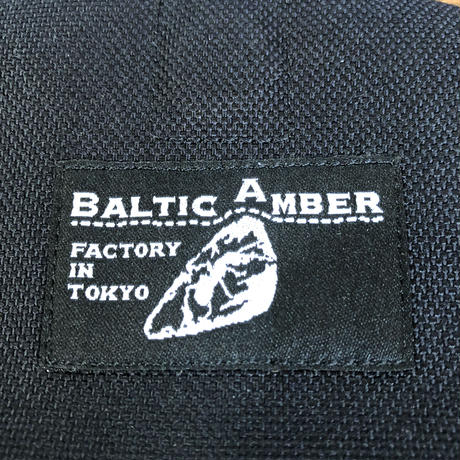 BALTIC AMBER
FACTORY
IN
TOKYO